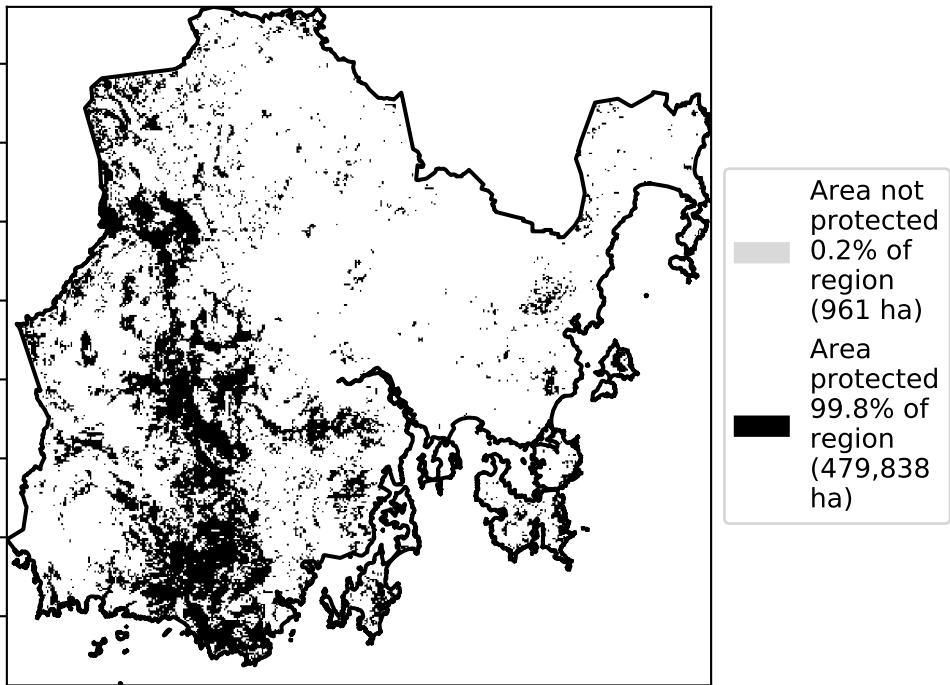 Area not
protected
0.2% of
region
(961 ha)
Area
protected
99.8% of
region
(479,838
ha)